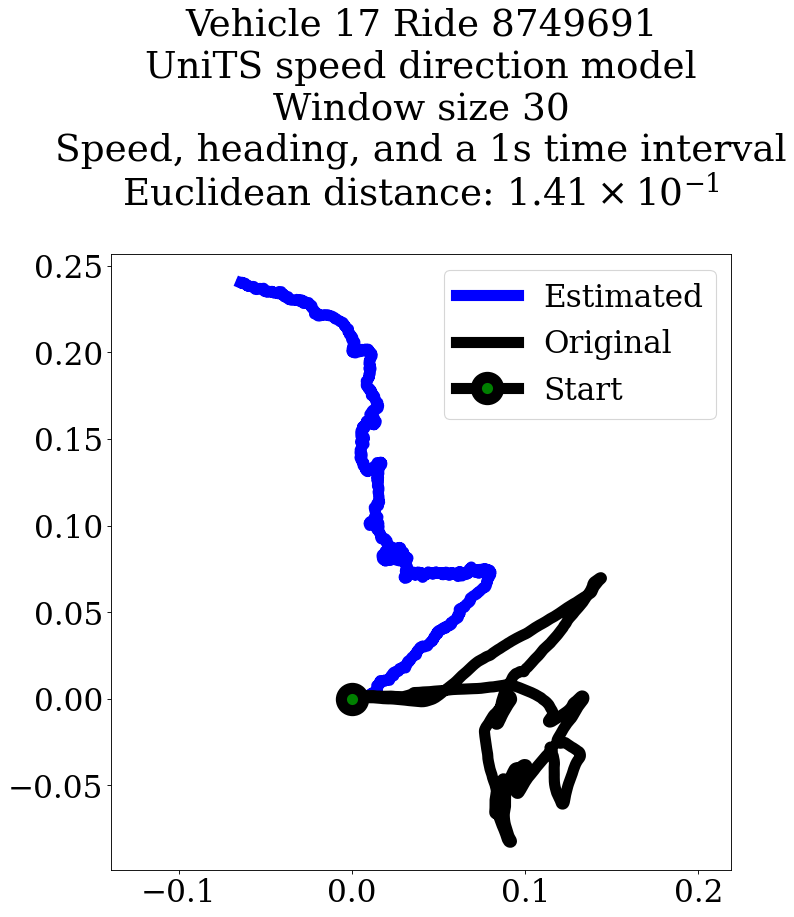 Vehicle 17 Ride 8749691
UniTS speed direction model
Window size 30
Speed, heading, and a 1s time interval
Euclidean distance: 1.41 × 10⁻¹
Estimated
Original
Start
0.25
0.20
0.15
0.10
0.05
0.00
−0.05
−0.1 0.0 0.1 0.2